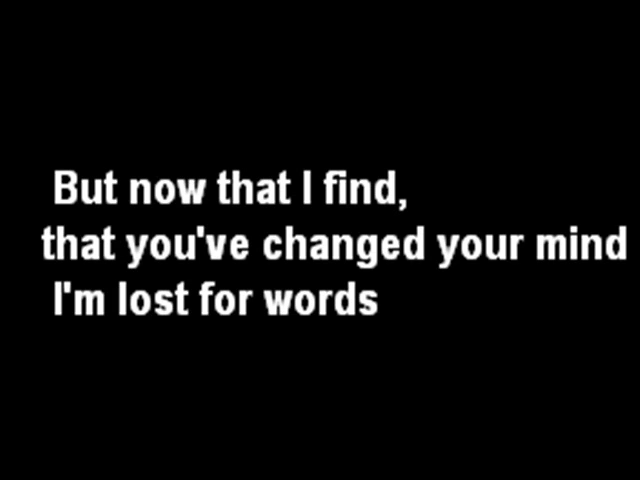 But now that I find,
that you've changed your mind
I'm lost for words